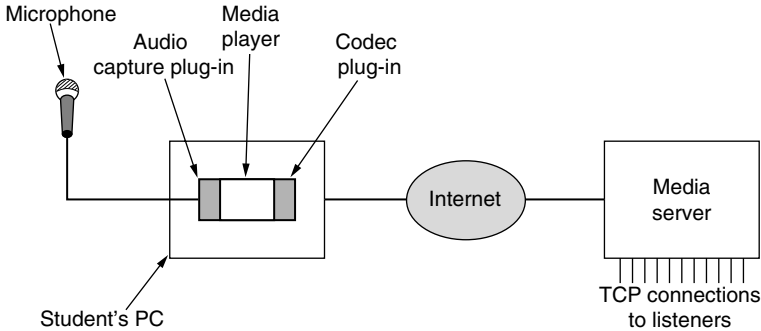 Microphone
Media
player
Audio
capture plug-in
Codec
plug-in
Internet
Media
server
Student's PC
TCP connections
to listeners